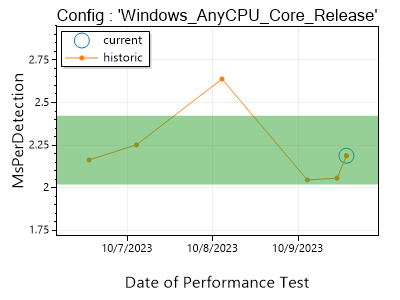 Config : 'Windows_AnyCPU_Core_Release'
current
historic
2.75
2.5
2.25
2
1.75
MsPerDetection
10/7/2023
10/8/2023
10/9/2023
Date of Performance Test